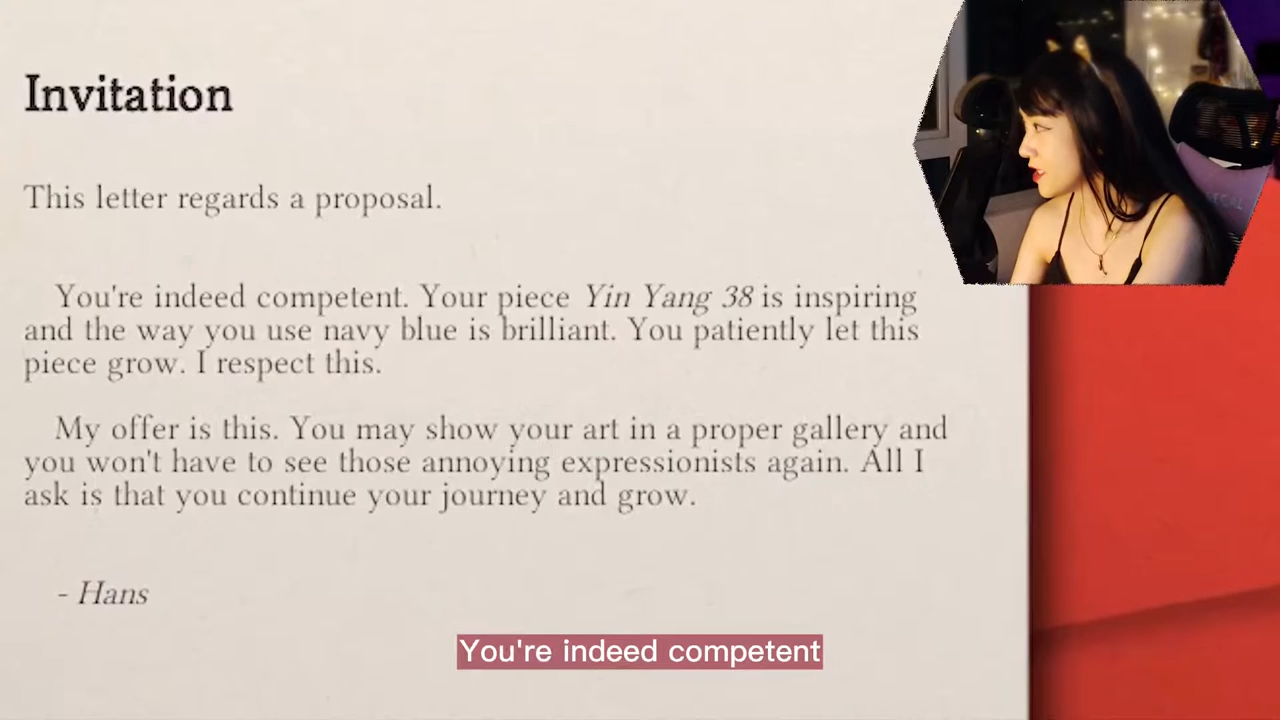 Invitation
This letter regards a proposal.
You're indeed competent. Your piece Yin Yang 38 is inspiring
and the way you use navy blue is brilliant. You patiently let this
piece grow. I respect this.
My offer is this. You may show your art in a proper gallery and
you won't have to see those annoying expressionists again. All I
ask is that you continue your journey and grow.
- Hans
You're indeed competent